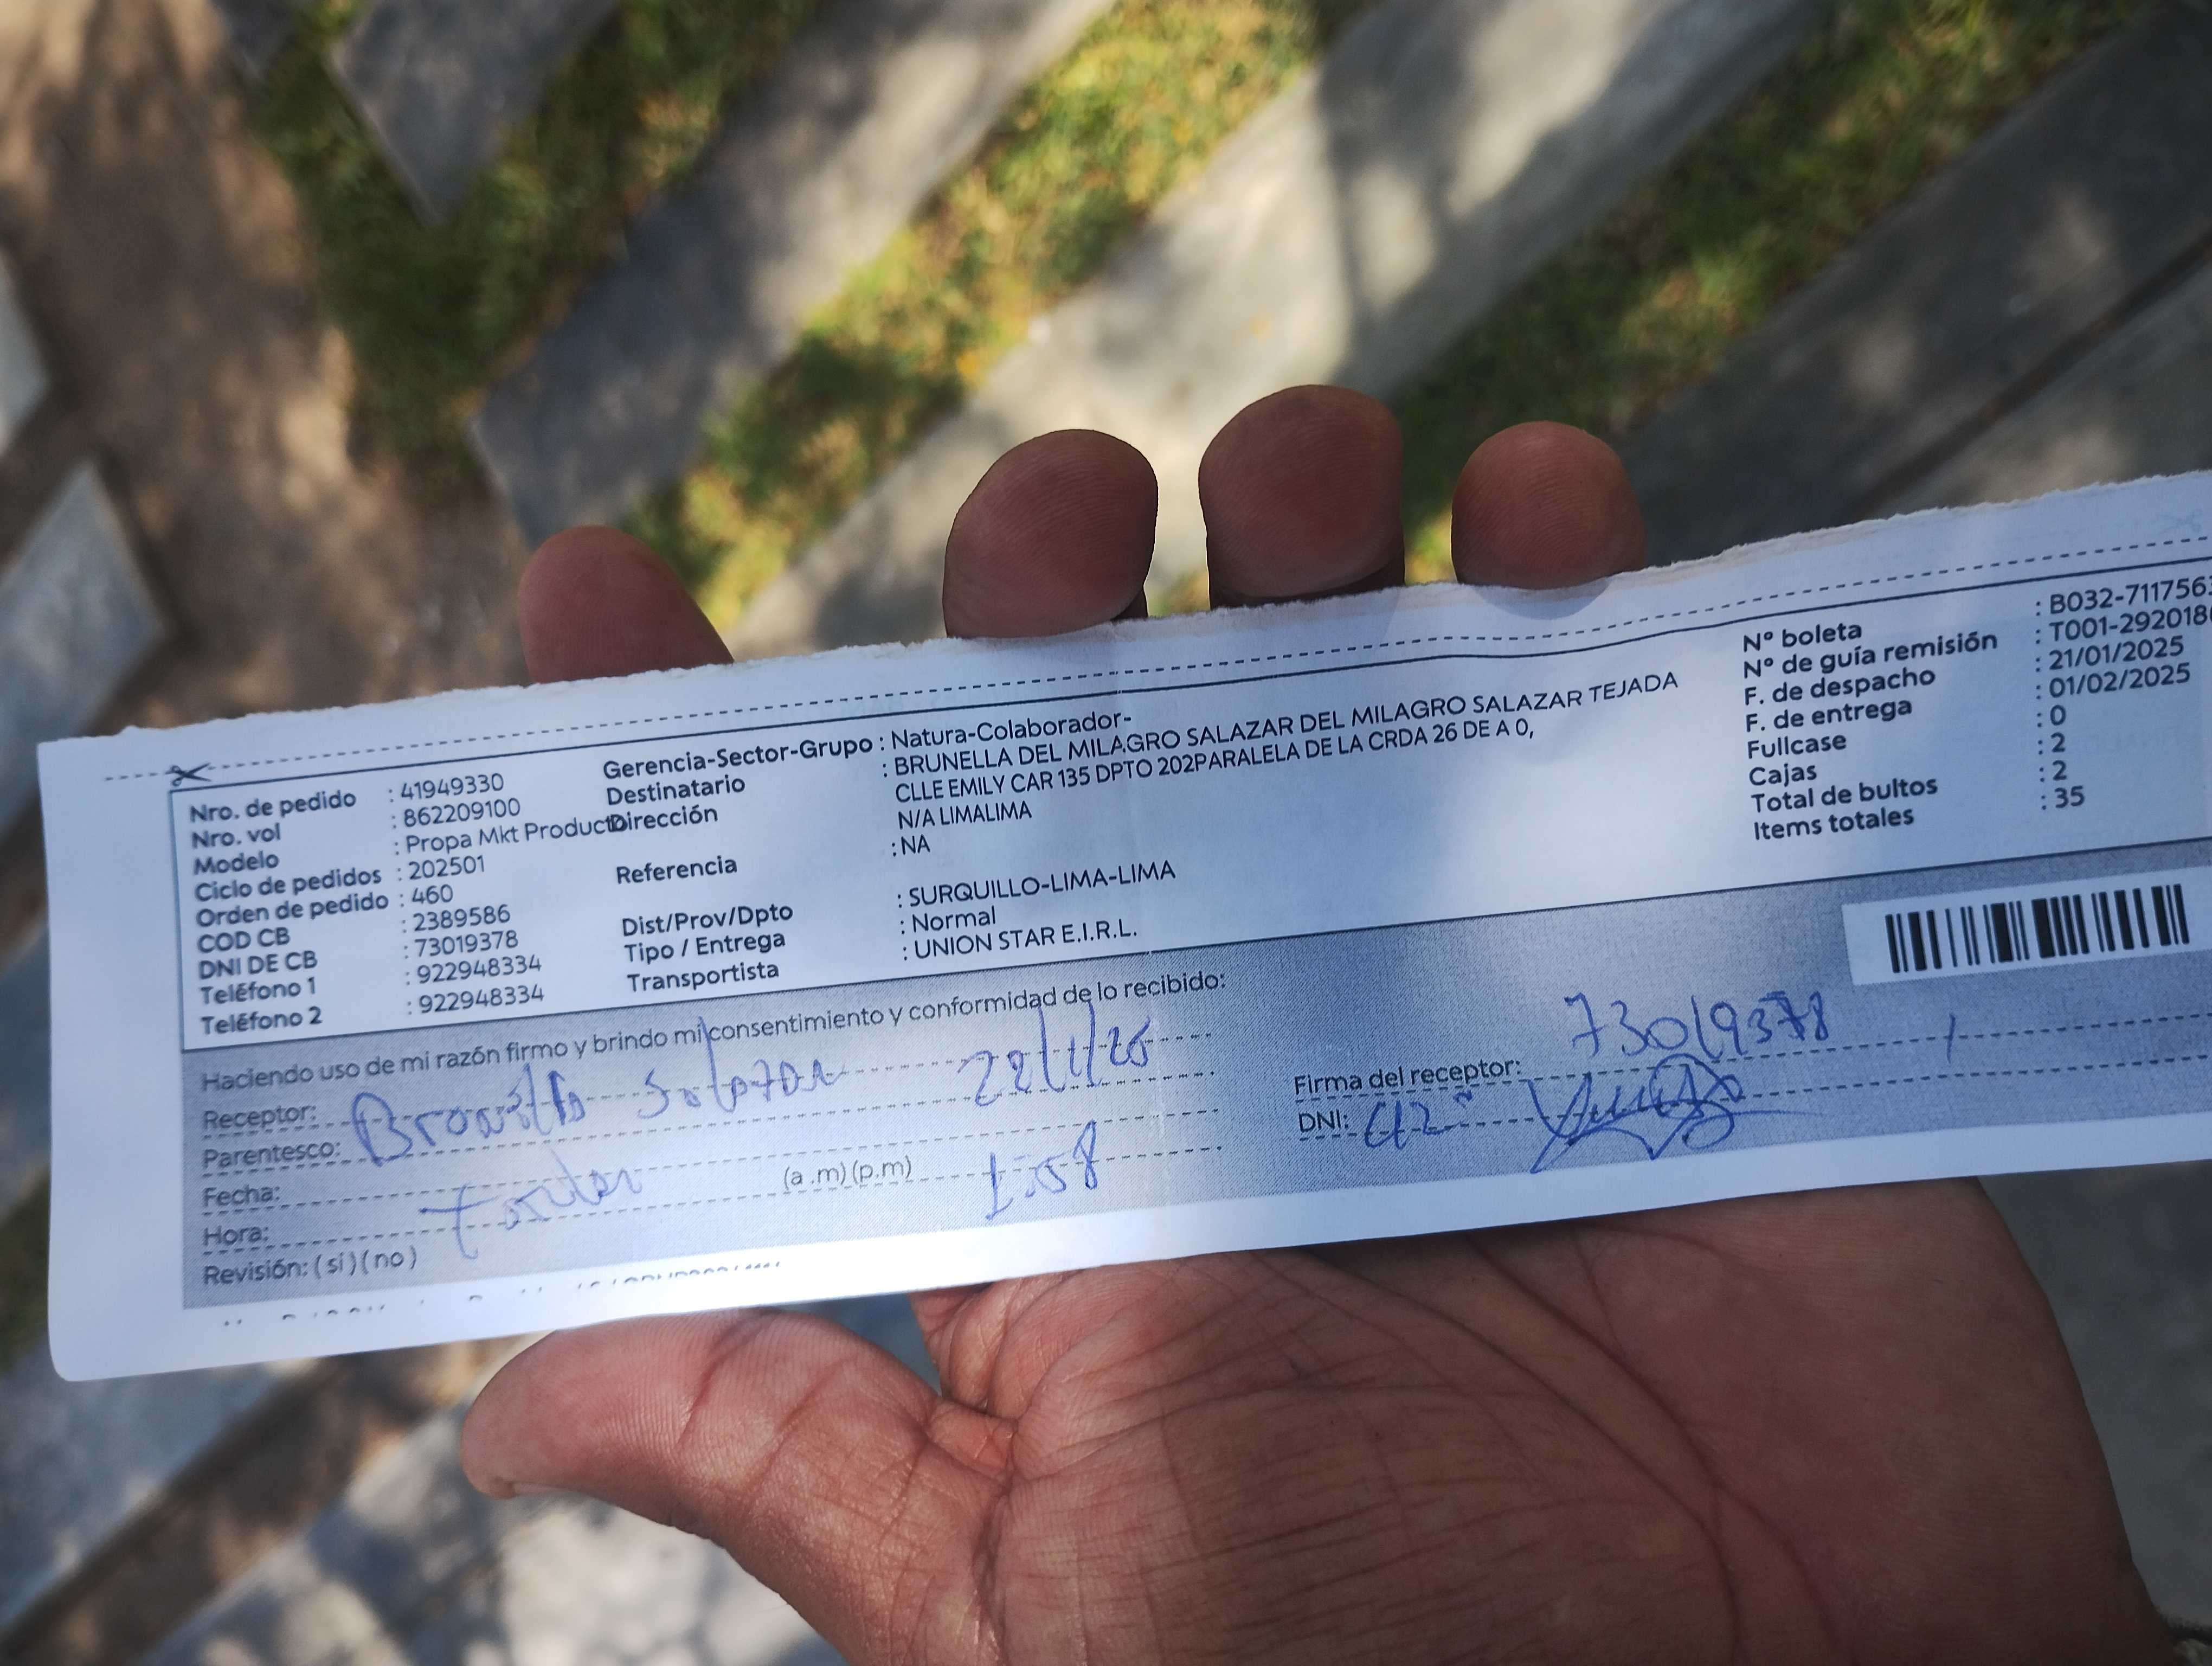 Nro. de pedido : 41949330
Nro. vol : 862209100
Modelo : Propa Mkt Producto
Ciclo de pedidos : 202501
Orden de pedido : 460
COD CB : 2389586
DNI DE CB : 73019378
Teléfono 1 : 922948334
Teléfono 2 : 922948334
Gerencia-Sector-Grupo : Natura-Colaborador-
Destinatario : BRUNELLA DEL MILAGRO SALAZAR DEL MILAGRO SALAZAR TEJADA
Dirección CLLE EMILY CAR 135 DPTO 202PARALELA DE LA CRDA 26 DE A 0,
N/A LIMALIMA
Referencia : NA
Dist/Prov/Dpto : SURQUILLO-LIMA-LIMA
Tipo / Entrega : Normal
Transportista : UNION STAR E.I.R.L.
N° boleta : B032-711756
N° de guía remisión : T001-292018
F. de despacho : 21/01/2025
F. de entrega : 01/02/2025
Fullcase : 0
Cajas : 2
Total de bultos : 2
Items totales : 35
Haciendo uso de mi razón firmo y brindo mi consentimiento y conformidad de lo recibido:
Receptor: Salazar 22/1/25
Parentesco:
Fecha:
Hora: (a .m) (p.m) 1:58
Revisión: ( si ) ( no )
Firma del receptor: 73019378
DNI: